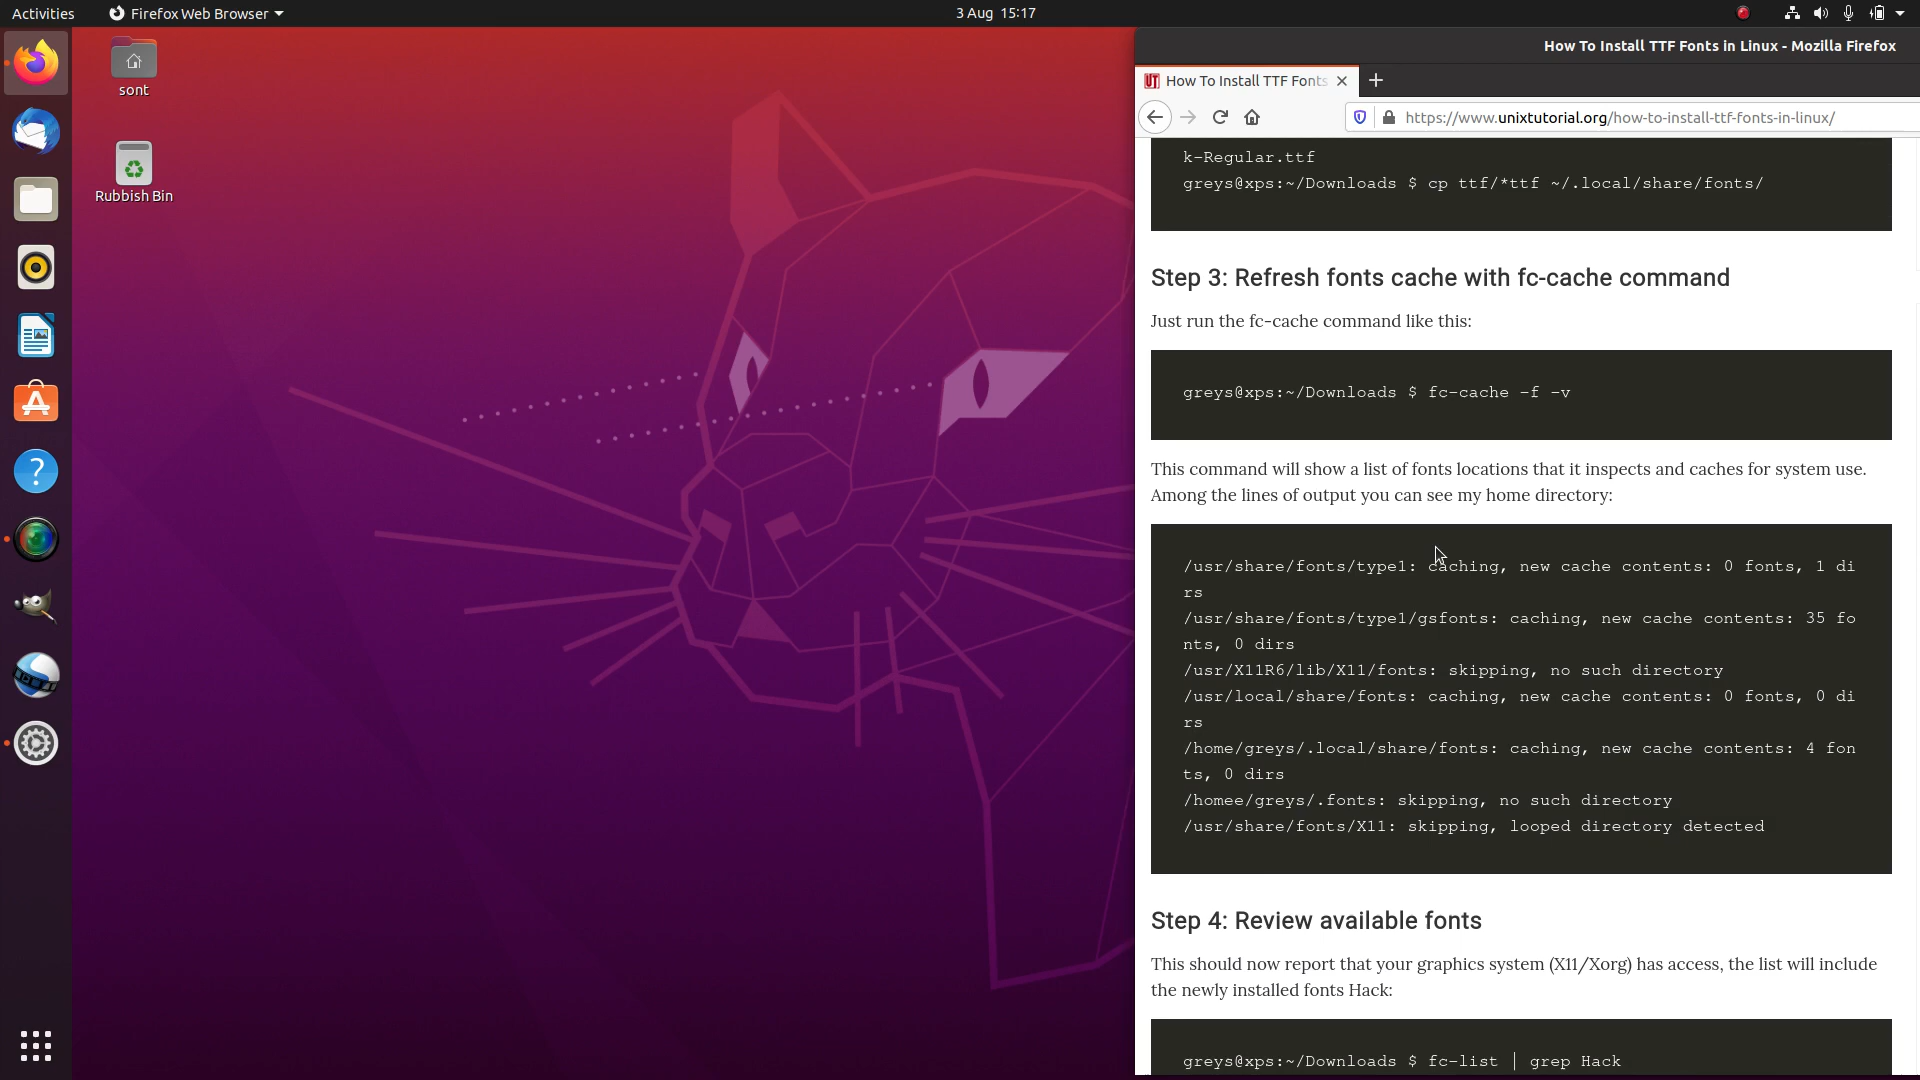 Activities
Firefox Web Browser
3 Aug 15:17
sont
Rubbish Bin
How To Install TTF Fonts in Linux - Mozilla Firefox
How To Install TTF Fonts
https://www.unixtutorial.org/how-to-install-ttf-fonts-in-linux/
k-Regular.ttf
greys@xps:~/Downloads $ cp ttf/*ttf ~/.local/share/fonts/
Step 3: Refresh fonts cache with fc-cache command
Just run the fc-cache command like this:
greys@xps:~/Downloads $ fc-cache -f -v
This command will show a list of fonts locations that it inspects and caches for system use.
Among the lines of output you can see my home directory:
/usr/share/fonts/type1: caching, new cache contents: 0 fonts, 1 di
rs
/usr/share/fonts/type1/gsfonts: caching, new cache contents: 35 fo
nts, 0 dirs
/usr/X11R6/lib/X11/fonts: skipping, no such directory
/usr/local/share/fonts: caching, new cache contents: 0 fonts, 0 di
rs
/home/greys/.local/share/fonts: caching, new cache contents: 4 fon
ts, 0 dirs
/homee/greys/.fonts: skipping, no such directory
/usr/share/fonts/X11: skipping, looped directory detected
Step 4: Review available fonts
This should now report that your graphics system (X11/Xorg) has access, the list will include
the newly installed fonts Hack:
greys@xps:~/Downloads $ fc-list | grep Hack